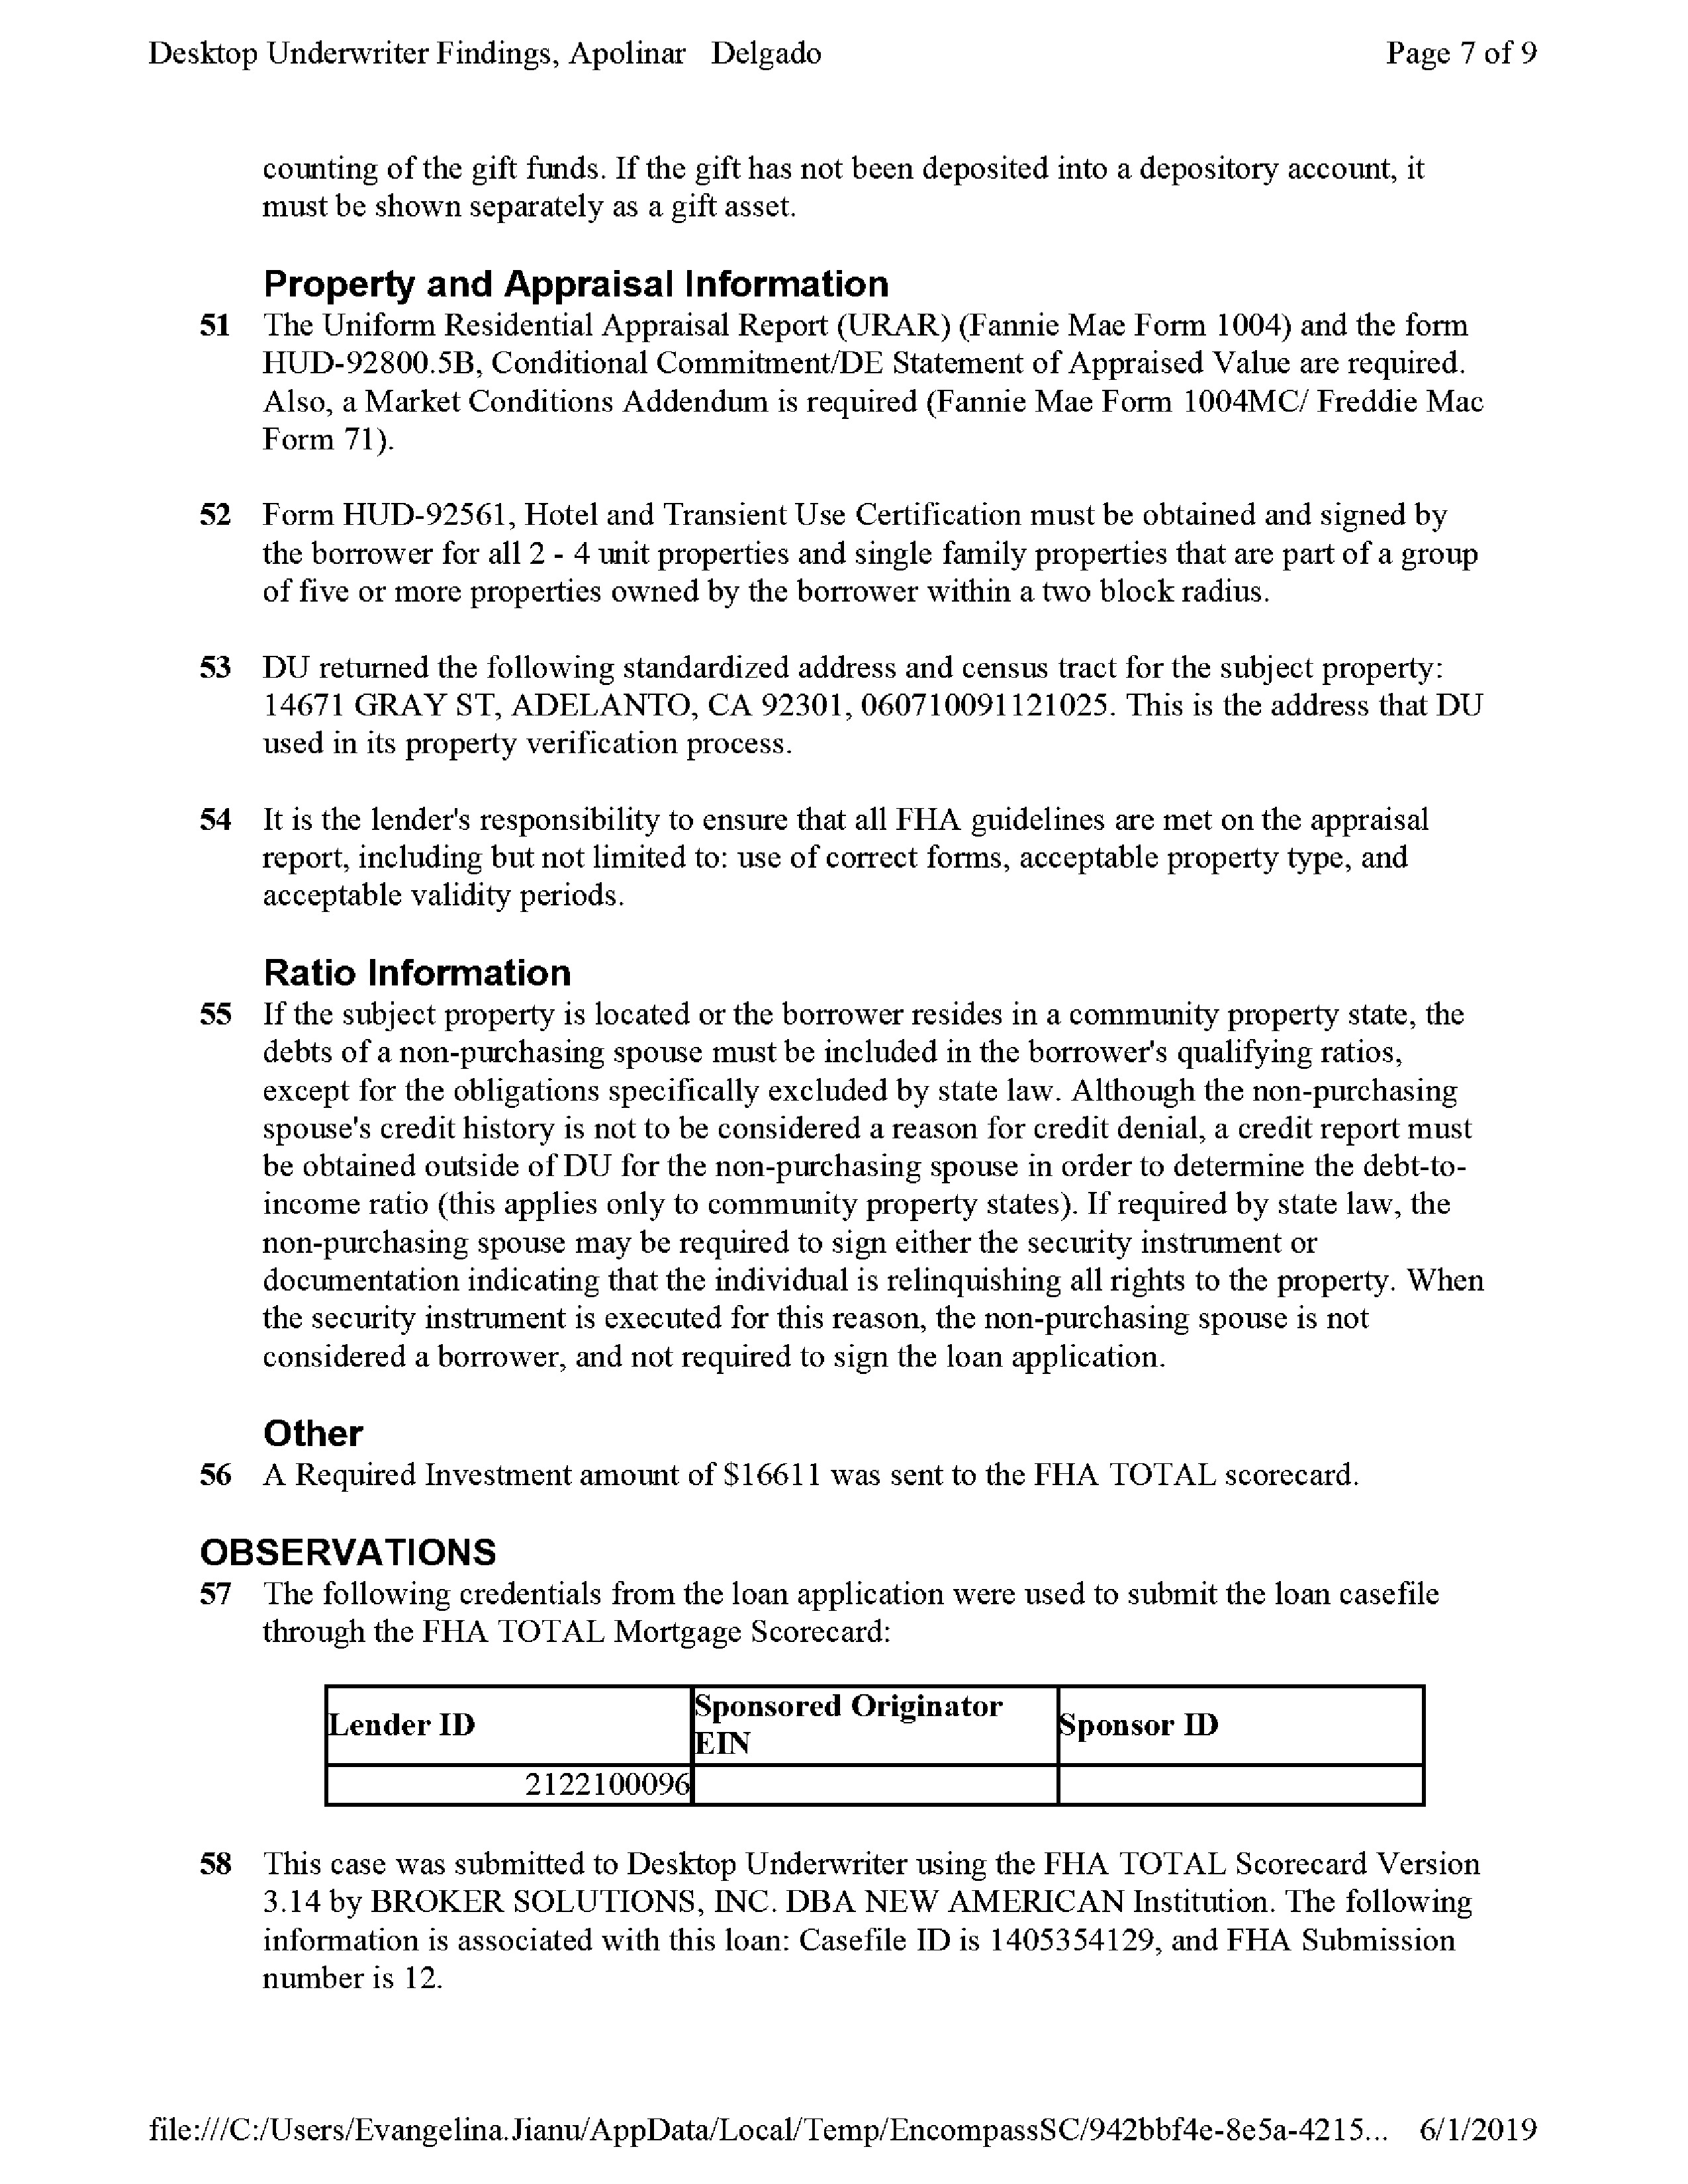 Desktop Underwriter Findings, Apolinar   Delgado Page 7 of 9
counting of the gift funds. If the gift has not been deposited into a depository account, it
must be shown separately as a gift asset.
Property and Appraisal Information
51 The Uniform Residential Appraisal Report (URAR) (Fannie Mae Form 1004) and the form
HUD-92800.5B, Conditional Commitment/DE Statement of Appraised Value are required.
Also, a Market Conditions Addendum is required (Fannie Mae Form 1004MC/ Freddie Mac
Form 71).
52 Form HUD-92561, Hotel and Transient Use Certification must be obtained and signed by
the borrower for all 2 - 4 unit properties and single family properties that are part of a group
of five or more properties owned by the borrower within a two block radius.
53 DU returned the following standardized address and census tract for the subject property:
14671 GRAY ST, ADELANTO, CA 92301, 060710091121025. This is the address that DU
used in its property verification process.
54 It is the lender's responsibility to ensure that all FHA guidelines are met on the appraisal
report, including but not limited to: use of correct forms, acceptable property type, and
acceptable validity periods.
Ratio Information
55 If the subject property is located or the borrower resides in a community property state, the
debts of a non-purchasing spouse must be included in the borrower's qualifying ratios,
except for the obligations specifically excluded by state law. Although the non-purchasing
spouse's credit history is not to be considered a reason for credit denial, a credit report must
be obtained outside of DU for the non-purchasing spouse in order to determine the debt-to-
income ratio (this applies only to community property states). If required by state law, the
non-purchasing spouse may be required to sign either the security instrument or
documentation indicating that the individual is relinquishing all rights to the property. When
the security instrument is executed for this reason, the non-purchasing spouse is not
considered a borrower, and not required to sign the loan application.
Other
56 A Required Investment amount of $16611 was sent to the FHA TOTAL scorecard.
OBSERVATIONS
57 The following credentials from the loan application were used to submit the loan casefile
through the FHA TOTAL Mortgage Scorecard:
Lender ID Sponsored Originator EIN Sponsor ID
2122100096
58 This case was submitted to Desktop Underwriter using the FHA TOTAL Scorecard Version
3.14 by BROKER SOLUTIONS, INC. DBA NEW AMERICAN Institution. The following
information is associated with this loan: Casefile ID is 1405354129, and FHA Submission
number is 12.
file:///C:/Users/Evangelina.Jianu/AppData/Local/Temp/EncompassSC/942bbf4e-8e5a-4215... 6/1/2019